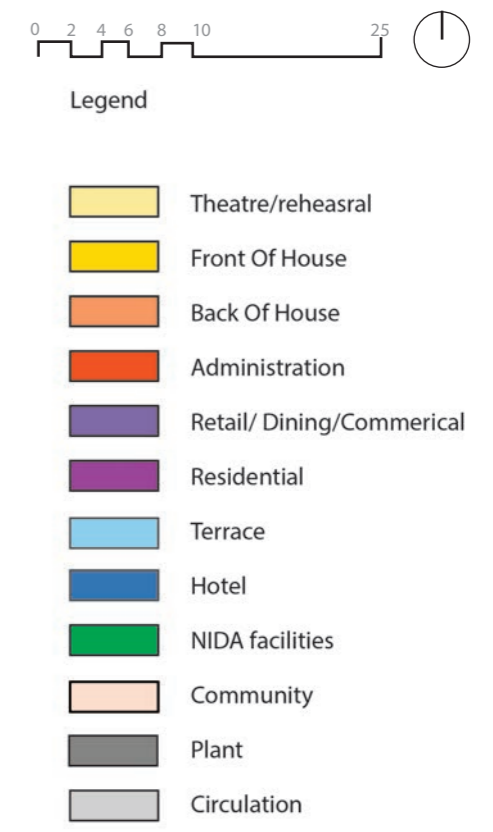 0 2 4 6 8 10 25
Legend
Theatre/reheasral
Front Of House
Back Of House
Administration
Retail/ Dining/Commerical
Residential
Terrace
Hotel
NIDA facilities
Community
Plant
Circulation